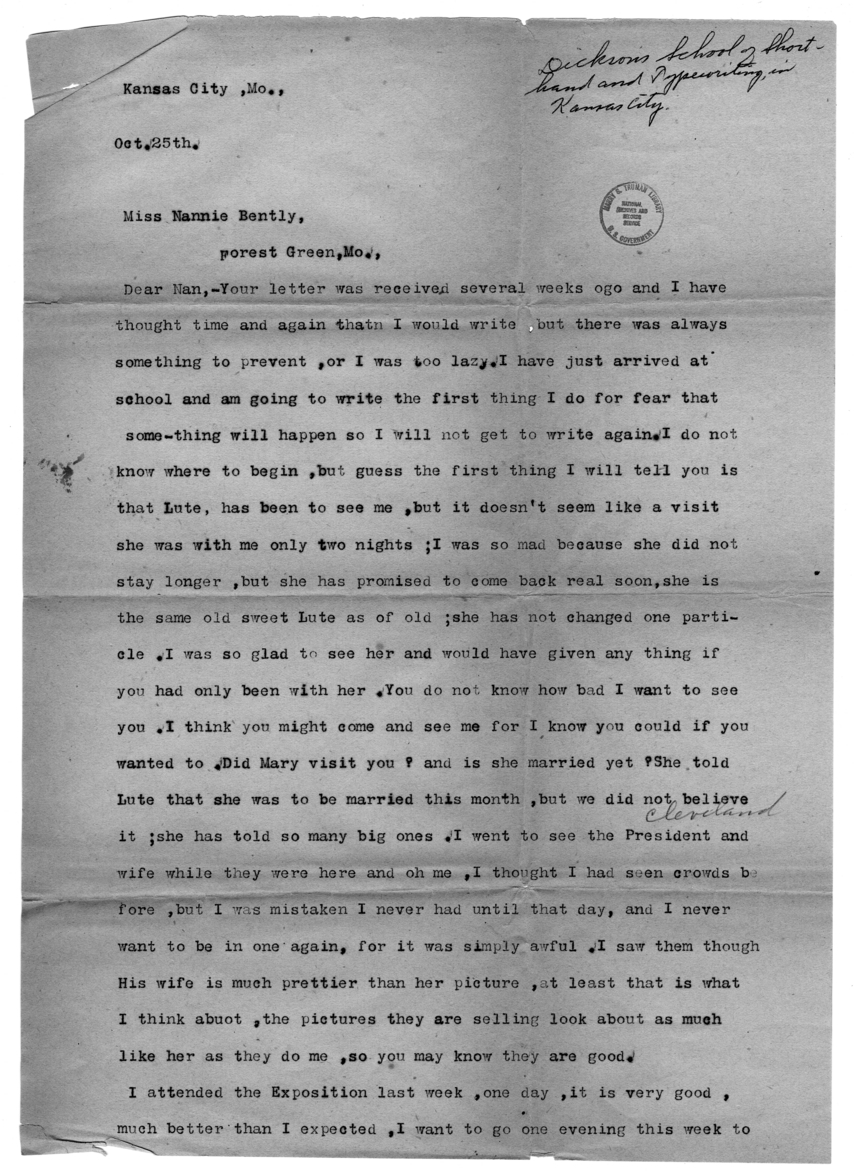 Dickson's School of Short-
hand and Typewriting, in
Kansas City.
Kansas City ,Mo.,
Oct.25th.
HARRY S. TRUMAN LIBRARY
NATIONAL
ARCHIVES AND
RECORDS
SERVICE
U. S. GOVERNMENT
Miss Nannie Bently,
Forest Green,Mo.,
Dear Nan,-Your letter was received several weeks ogo and I have
thought time and again thatn I would write ,but there was always
something to prevent ,or I was too lazy.I have just arrived at
school and am going to write the first thing I do for fear that
some-thing will happen so I will not get to write again.I do not
know where to begin ,but guess the first thing I will tell you is
that Lute, has been to see me ,but it doesn't seem like a visit
she was with me only two nights ;I was so mad because she did not
stay longer ,but she has promised to come back real soon,she is
the same old sweet Lute as of old ;she has not changed one parti-
cle .I was so glad to see her and would have given any thing if
you had only been with her .You do not know how bad I want to see
you .I think you might come and see me for I know you could if you
wanted to .Did Mary visit you ? and is she married yet ?She told
Lute that she was to be married this month ,but we did not believe
Cleveland
it ;she has told so many big ones .I went to see the President and
wife while they were here and oh me ,I thought I had seen crowds be
fore ,but I was mistaken I never had until that day, and I never
want to be in one again, for it was simply awful .I saw them though
His wife is much prettier than her picture ,at least that is what
I think abuot ,the pictures they are selling look about as much
like her as they do me ,so you may know they are good.
I attended the Exposition last week ,one day ,it is very good ,
much better than I expected ,I want to go one evening this week to